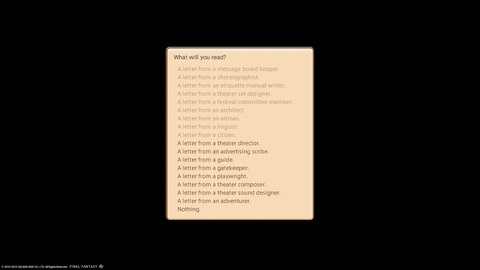 What will you read?
A letter from a message board keeper.
A letter from a choreographist.
A letter from an etiquette manual writer.
A letter from a theater set designer.
A letter from a festival committee member.
A letter from an architect.
A letter from an artisan.
A letter from a linguist.
A letter from a citizen.
A letter from a theater director.
A letter from an advertising scribe.
A letter from a guide.
A letter from a gatekeeper.
A letter from a playwright.
A letter from a theater composer.
A letter from a theater sound designer.
A letter from an adventurer.
Nothing.
SQUARE ENIX CO., LTD. All Rights Reserved. FINAL FANTASY XIV